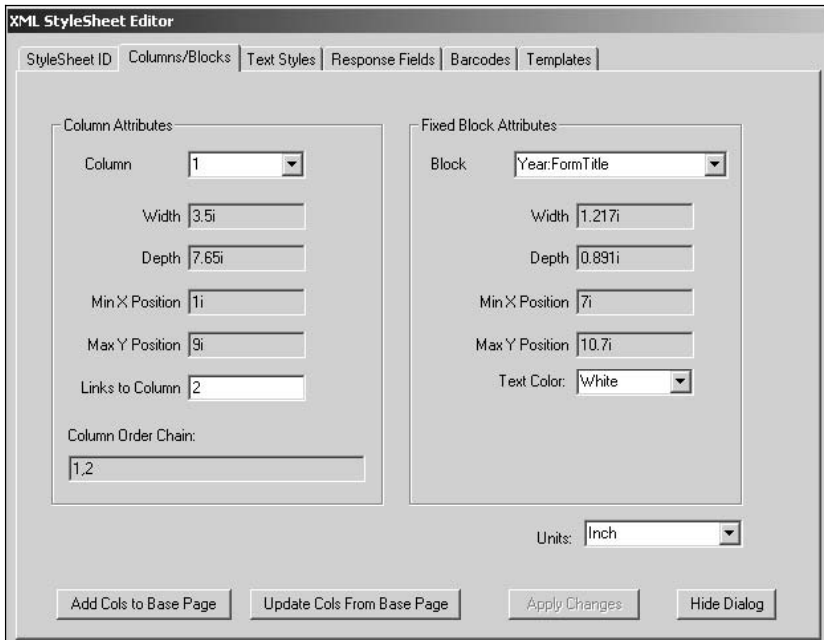 XML StyleSheet Editor
StyleSheet ID Columns/Blocks Text Styles Response Fields Barcodes Templates
Column Attributes
Column 1
Width 3.5i
Depth 7.65i
Min X Position 1i
Max Y Position 9i
Links to Column 2
Column Order Chain:
1,2
Fixed Block Attributes
Block Year:FormTitle
Width 1.217i
Depth 0.891i
Min X Position 7i
Max Y Position 10.7i
Text Color: White
Units: Inch
Add Cols to Base Page Update Cols From Base Page Apply Changes Hide Dialog